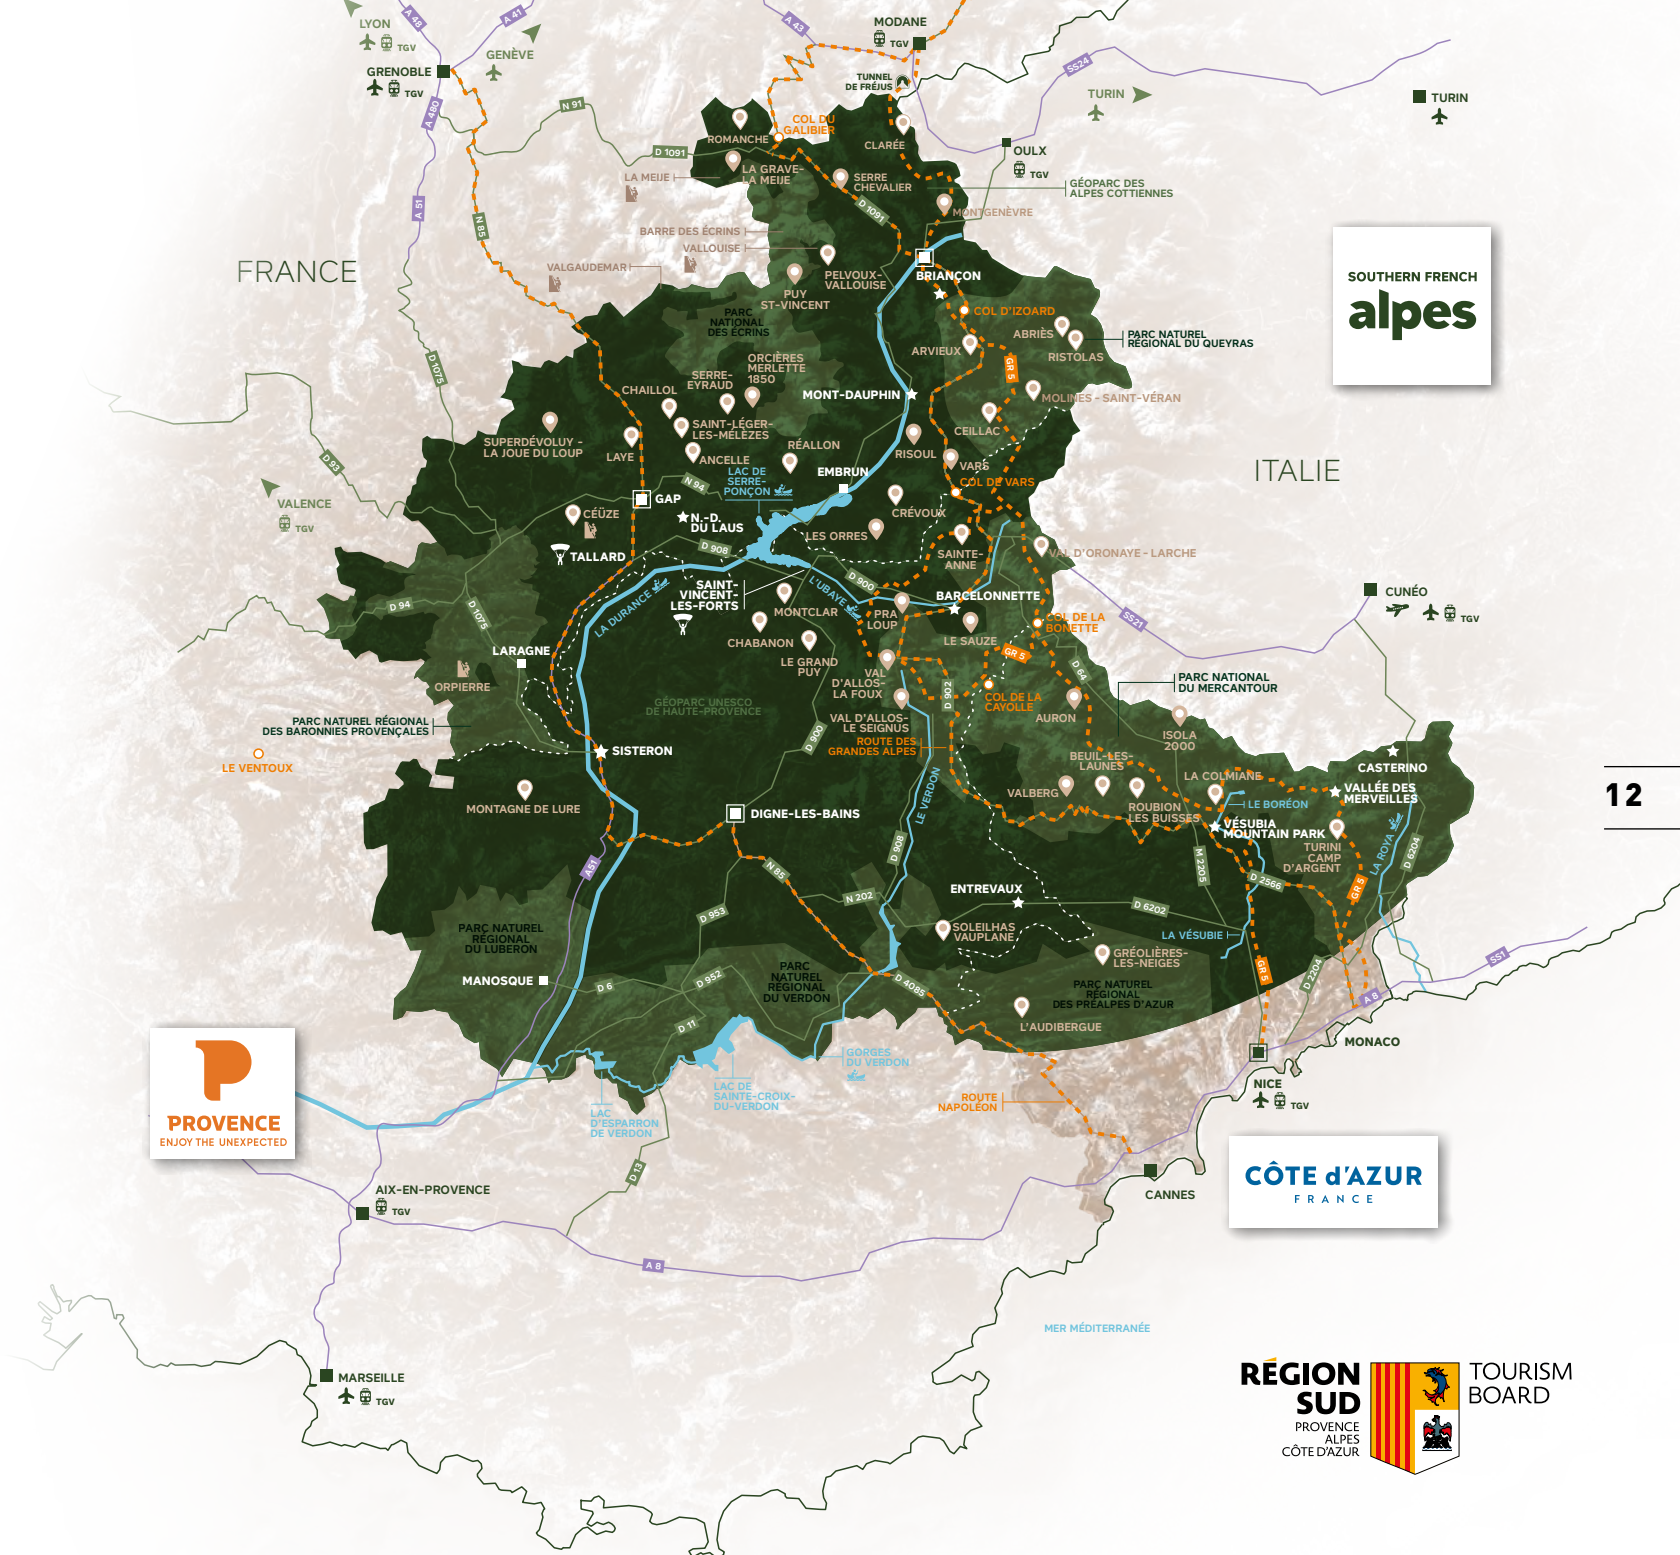 LYON
TGV
A 48
A 41
GENÈVE
GRENOBLE
TGV
A 480
A 43
MODANE
TGV
TUNNEL
DE FRÉJUS
SS24
TURIN
TURIN
N 91
D 1091
ROMANCHE
COL DU
GALIBIER
CLARÉE
OULX
TGV
LA MEIJE
LA GRAVE-
LA MEIJE
SERRE
CHEVALIER
GÉOPARC DES
ALPES COTTIENNES
A 51
N 85
D 1091
MONTGENÈVRE
BARRE DES ÉCRINS
VALLOUISE
VALGAUDEMAR
FRANCE
PELVOUX-
VALLOUISE
PUY
ST-VINCENT
BRIANÇON
SOUTHERN FRENCH
alpes
PARC
NATIONAL
DES ÉCRINS
COL D'IZOARD
ABRIÈS
ARVIEUX
RISTOLAS
PARC NATUREL
RÉGIONAL DU QUEYRAS
D 1075
ORCIÈRES
MERLETTE
1850
SERRE-
EYRAUD
CHAILLOL
GR 5
MONT-DAUPHIN
MOLINES - SAINT-VÉRAN
CEILLAC
SUPERDÉVOLUY -
LA JOUE DU LOUP
LAYE
SAINT-LÉGER-
LES-MÉLÈZES
ANCELLE
RÉALLON
RISOUL
VARS
COL DE VARS
D 93
ITALIE
LAC DE
SERRE-
PONÇON
EMBRUN
N 94
GAP
VALENCE
TGV
CÉÜZE
N.-D.
DU LAUS
CRÉVOUX
LES ORRES
TALLARD
D 908
SAINTE-
ANNE
VAL D'ORONAYE - LARCHE
SAINT-
VINCENT-
LES-FORTS
L'UBAYE
D 900
BARCELONNETTE
CUNÉO
TGV
SS21
D 94
D 1075
LA DURANCE
MONTCLAR
PRA
LOUP
COL DE LA
BONETTE
CHABANON
LE SAUZE
LARAGNE
LE GRAND
PUY
GR 5
D 64
ORPIERRE
VAL
D'ALLOS-
LA FOUX
PARC NATIONAL
DU MERCANTOUR
D 902
COL DE LA
CAYOLLE
GÉOPARC UNESCO
DE HAUTE-PROVENCE
PARC NATUREL RÉGIONAL
DES BARONNIES PROVENÇALES
VAL D'ALLOS-
LE SEIGNUS
AURON
ISOLA
2000
D 900
ROUTE DES
GRANDES ALPES
SISTERON
LE VENTOUX
BEUIL-LES-
LAUNES
CASTERINO
LA COLMIANE
VALBERG
VALLÉE DES
MERVEILLES
MONTAGNE DE LURE
LE VERDON
ROUBION
LES BUISSES
LE BORÉON
12
DIGNE-LES-BAINS
VÉSUBIA
MOUNTAIN PARK
TURINI
CAMP
D'ARGENT
LA ROYA
D 6204
D 908
A51
N 85
M 2205
D 2566
GR 5
ENTREVAUX
N 202
D 6202
D 953
PARC NATUREL
RÉGIONAL
DU LUBERON
SOLEILHAS
VAUPLANE
LA VÉSUBIE
GRÉOLIÈRES-
LES-NEIGES
SS1
MANOSQUE
D 6
D 952
PARC
NATUREL
RÉGIONAL
DU VERDON
D 4085
PARC NATUREL
RÉGIONAL
DES PRÉALPES D'AZUR
GR 5
D 2204
A 8
D 11
L'AUDIBERGUE
MONACO
GORGES
DU VERDON
NICE
TGV
PROVENCE
ENJOY THE UNEXPECTED
LAC DE
SAINTE-CROIX-
DU-VERDON
LAC
D'ESPARRON
DE VERDON
ROUTE
NAPOLÉON
D 13
CÔTE d'AZUR
FRANCE
AIX-EN-PROVENCE
TGV
CANNES
A 8
MER MÉDITERRANÉE
MARSEILLE
TGV
RÉGION
SUD
PROVENCE
ALPES
CÔTE D'AZUR
TOURISM
BOARD